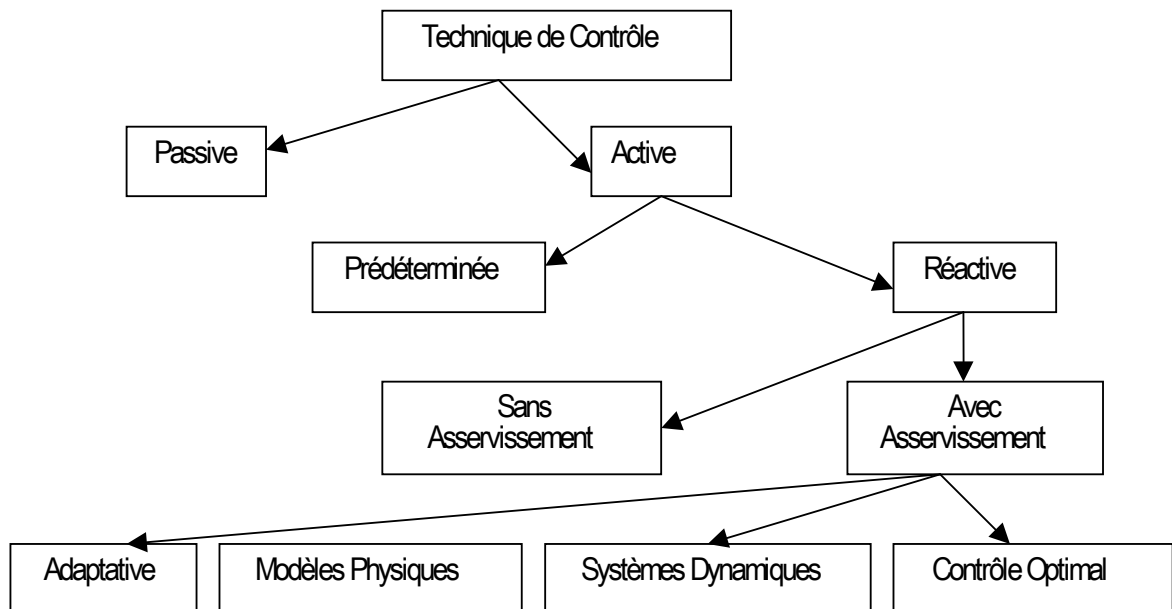 Technique de Contrôle
Passive
Active
Prédéterminée
Réactive
Sans
Asservissement
Avec
Asservissement
Adaptative
Modèles Physiques
Systèmes Dynamiques
Contrôle Optimal